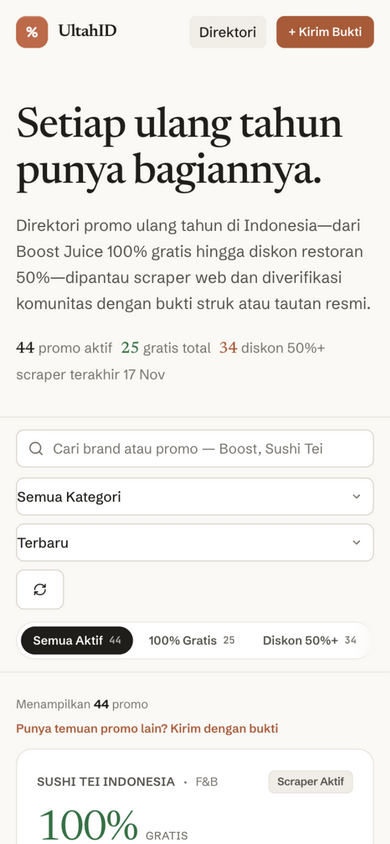 %
UltahID
Direktori
+ Kirim Bukti
Setiap ulang tahun
punya bagiannya.
Direktori promo ulang tahun di Indonesia—dari
Boost Juice 100% gratis hingga diskon restoran
50%—dipantau scraper web dan diverifikasi
komunitas dengan bukti struk atau tautan resmi.
44 promo aktif 25 gratis total 34 diskon 50%+
scraper terakhir 17 Nov
Cari brand atau promo — Boost, Sushi Tei
Semua Kategori
Terbaru
Semua Aktif 44 100% Gratis 25 Diskon 50%+ 34
Menampilkan 44 promo
Punya temuan promo lain? Kirim dengan bukti
SUSHI TEI INDONESIA · F&B Scraper Aktif
100% GRATIS